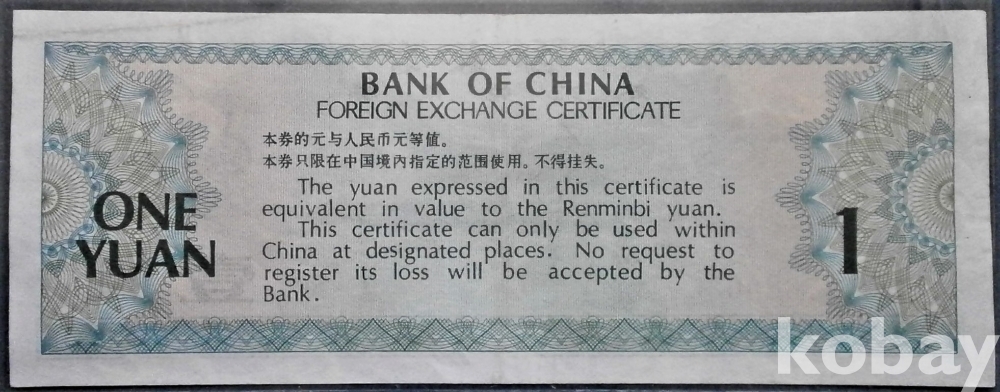 BANK OF CHINA
FOREIGN EXCHANGE CERTIFICATE
本券的元与人民币元等值。
本券只限在中国境内指定的范围使用。不得挂失。
The yuan expressed in this certificate is
equivalent in value to the Renminbi yuan.
This certificate can only be used within
China at designated places. No request to
register its loss will be accepted by the
Bank.
ONE
YUAN
1
kobay